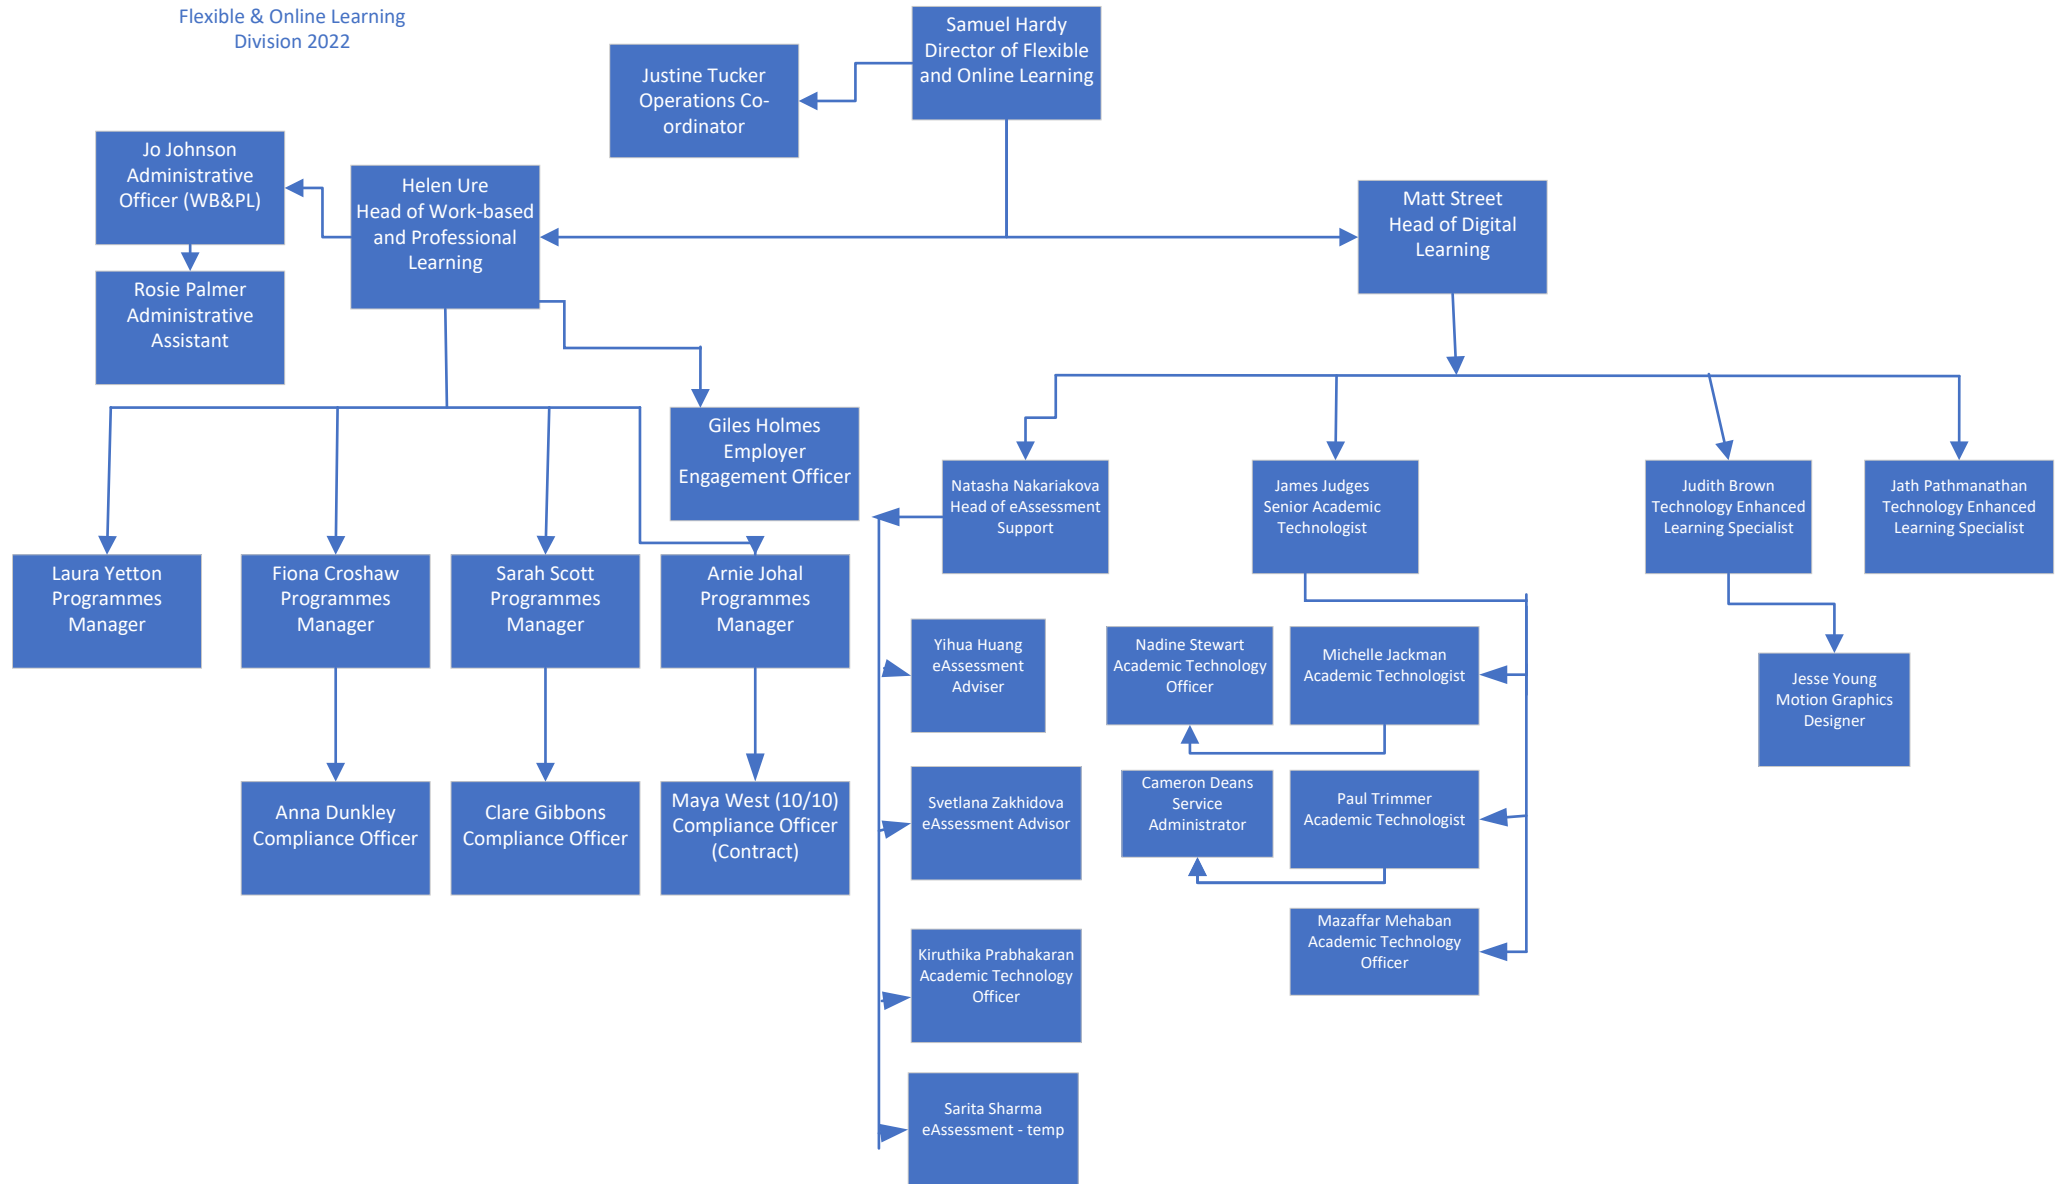 Flexible & Online Learning
Division 2022
Samuel Hardy
Director of Flexible
and Online Learning
Justine Tucker
Operations Co-
ordinator
Jo Johnson
Administrative
Officer (WB&PL)
Helen Ure
Head of Work-based
and Professional
Learning
Matt Street
Head of Digital
Learning
Rosie Palmer
Administrative
Assistant
Giles Holmes
Employer
Engagement Officer
Natasha Nakariakova
Head of eAssessment
Support
James Judges
Senior Academic
Technologist
Judith Brown
Technology Enhanced
Learning Specialist
Jath Pathmanathan
Technology Enhanced
Learning Specialist
Laura Yetton
Programmes
Manager
Fiona Croshaw
Programmes
Manager
Sarah Scott
Programmes
Manager
Arnie Johal
Programmes
Manager
Yihua Huang
eAssessment
Adviser
Nadine Stewart
Academic Technology
Officer
Michelle Jackman
Academic Technologist
Jesse Young
Motion Graphics
Designer
Anna Dunkley
Compliance Officer
Clare Gibbons
Compliance Officer
Maya West (10/10)
Compliance Officer
(Contract)
Svetlana Zakhidova
eAssessment Advisor
Cameron Deans
Service
Administrator
Paul Trimmer
Academic Technologist
Kiruthika Prabhakaran
Academic Technology
Officer
Mazaffar Mehaban
Academic Technology
Officer
Sarita Sharma
eAssessment - temp